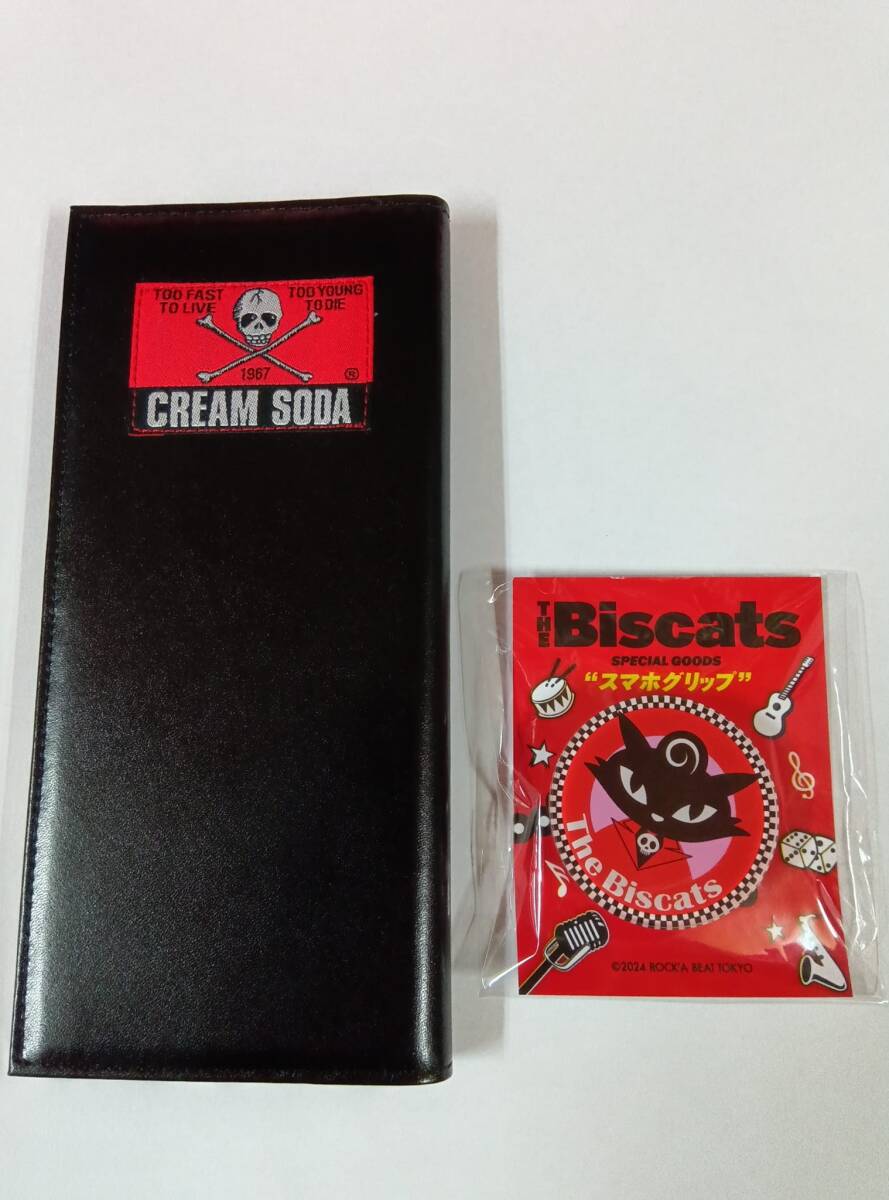 TOO FAST
TO LIVE
TOO YOUNG
TO DIE
1967
®
CREAM SODA
THE Biscats
SPECIAL GOODS
“スマホグリップ”
The Biscats
©2024 ROCK'A BEAT TOKYO